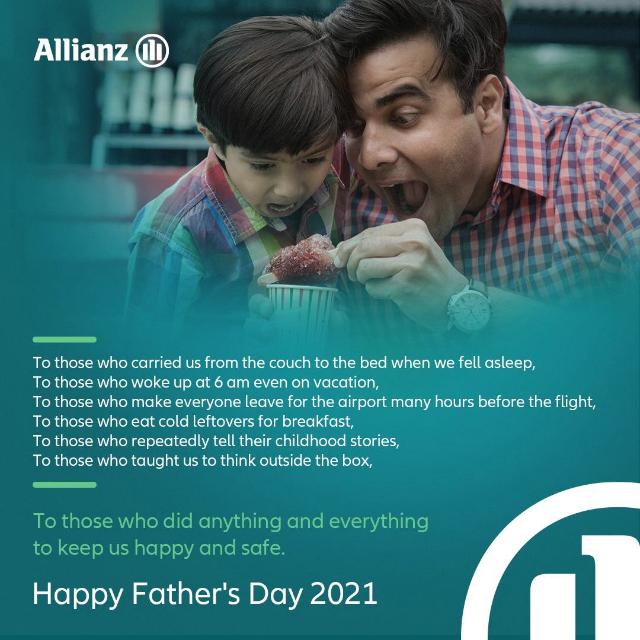 Allianz
To those who carried us from the couch to the bed when we fell asleep,
To those who woke up at 6 am even on vacation,
To those who make everyone leave for the airport many hours before the flight,
To those who eat cold leftovers for breakfast,
To those who repeatedly tell their childhood stories,
To those who taught us to think outside the box,
To those who did anything and everything
to keep us happy and safe.
Happy Father's Day 2021